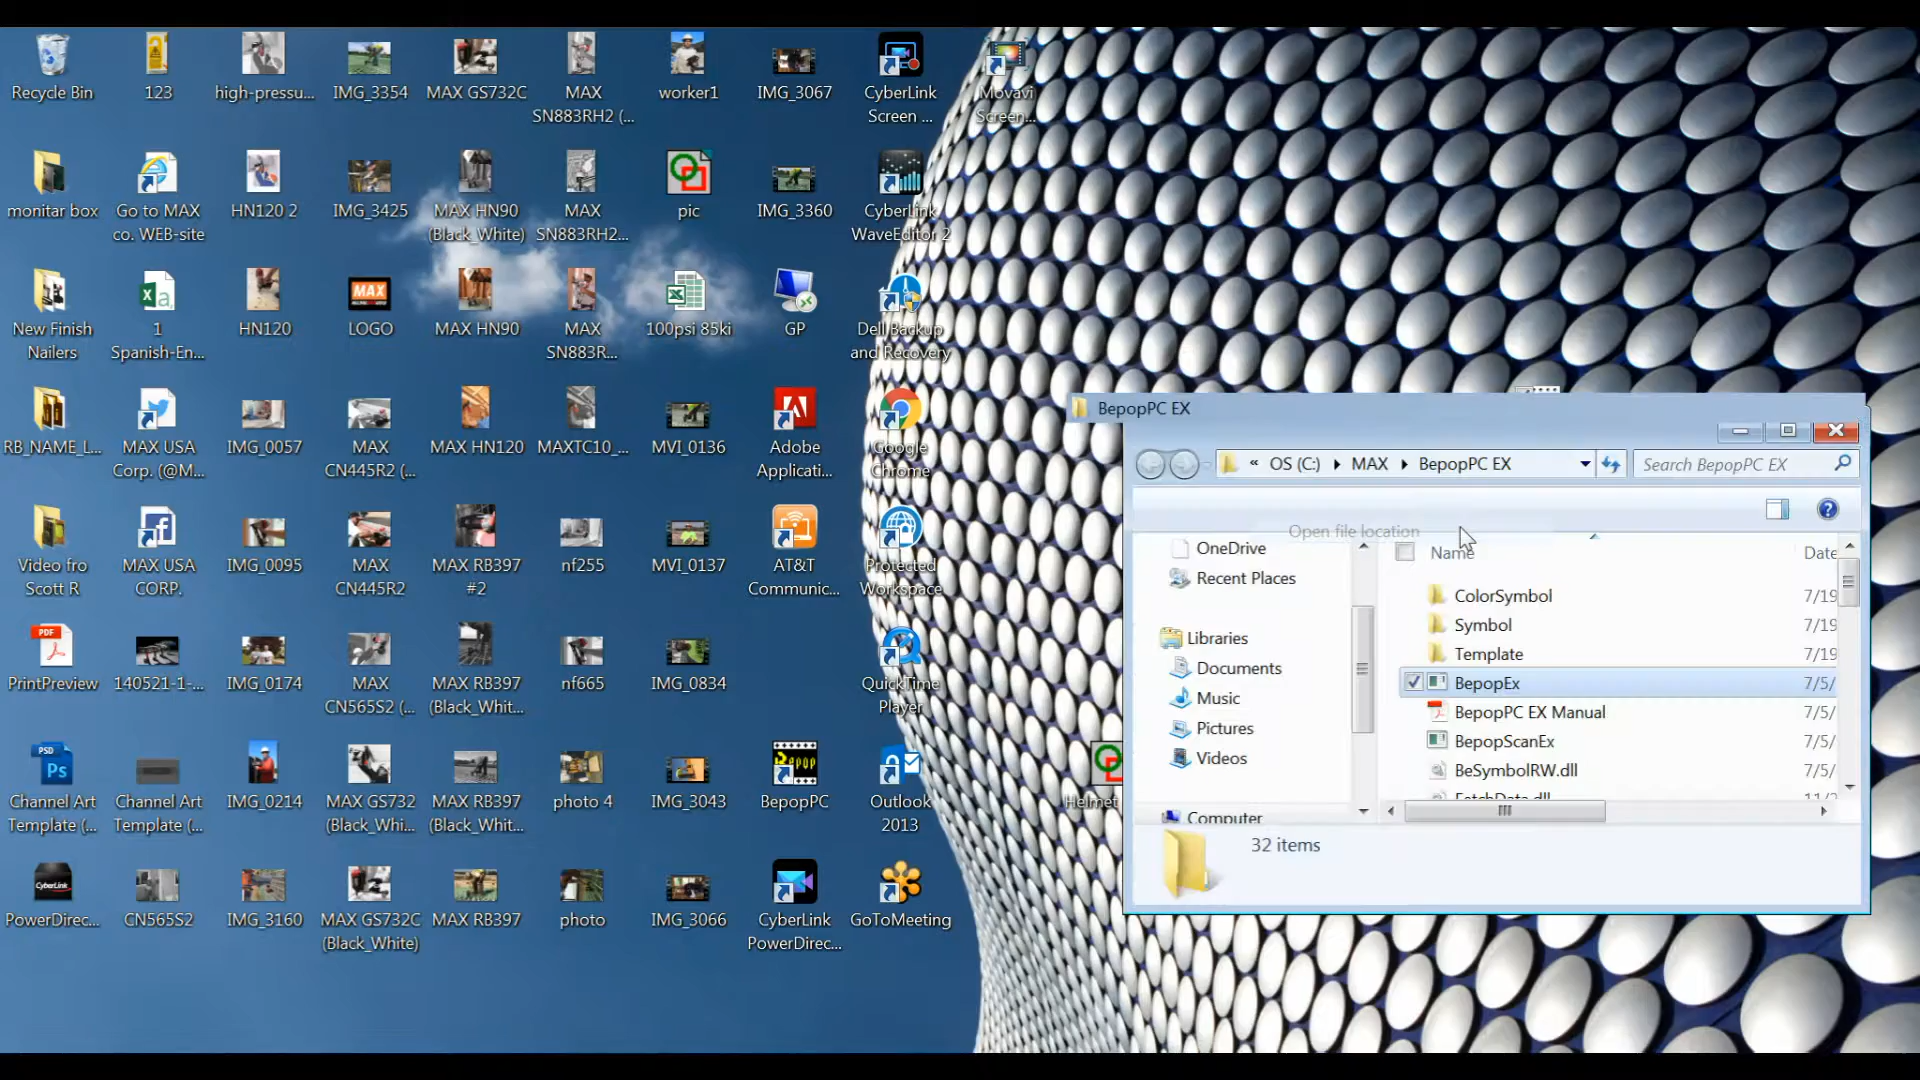 Recycle Bin
123
high-pressu...
IMG_3354
MAX GS732C
MAX
SN883RH2 (...
worker1
IMG_3067
CyberLink
Screen ...
Movavi
Screen...
monitar box
Go to MAX
co. WEB-site
HN120 2
IMG_3425
MAX HN90
(Black_White)
MAX
SN883RH2...
pic
IMG_3360
CyberLink
WaveEditor 2
New Finish
Nailers
1
Spanish-En...
HN120
MAX
LOGO
MAX HN90
MAX
SN883R...
100psi 85ki
GP
Dell Backup
and Recovery
RB_NAME_L...
MAX USA
Corp. (@M...
IMG_0057
MAX
CN445R2 (...
MAX HN120
MAXTC10_...
MVI_0136
Adobe
Applicati...
Google
Chrome
Video fro
Scott R
MAX USA
CORP.
IMG_0095
MAX
CN445R2
MAX RB397
#2
nf255
MVI_0137
AT&T
Communic...
Protected
Workspace
PDF
PrintPreview
140521-1-...
IMG_0174
MAX
CN565S2 (...
MAX RB397
(Black_Whit...
nf665
IMG_0834
QuickTime
Player
PSD
Ps
Channel Art
Template (...
Channel Art
Template (...
IMG_0214
MAX GS732
(Black_Whi...
MAX RB397
(Black_Whit...
photo 4
IMG_3043
Bepop
BepopPC
Outlook
2013
Helmet
CyberLink
PowerDirec...
CN565S2
IMG_3160
MAX GS732C
(Black_White)
MAX RB397
photo
IMG_3066
CyberLink
PowerDirec...
GoToMeeting
BepopPC EX
« OS (C:) MAX BepopPC EX
Search BepopPC EX
Open file location
OneDrive
Recent Places
Libraries
Documents
Music
Pictures
Videos
Computer
Name
Date
ColorSymbol 7/19
Symbol 7/19
Template 7/19
BepopEx 7/5/
BepopPC EX Manual 7/5/
BepopScanEx 7/5/
BeSymbolRW.dll 7/5/
FetchData.dll 11/2
32 items